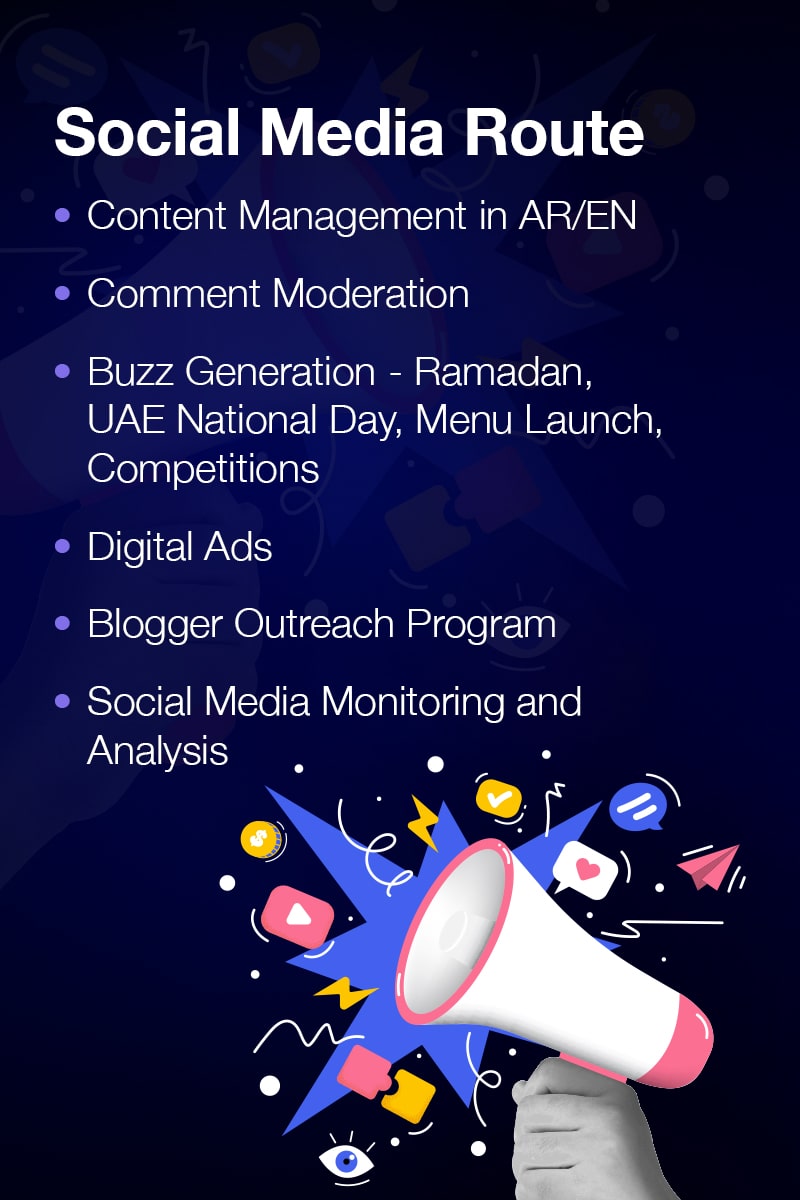 Social Media Route
• Content Management in AR/EN
• Comment Moderation
• Buzz Generation - Ramadan,
UAE National Day, Menu Launch,
Competitions
• Digital Ads
• Blogger Outreach Program
• Social Media Monitoring and
Analysis